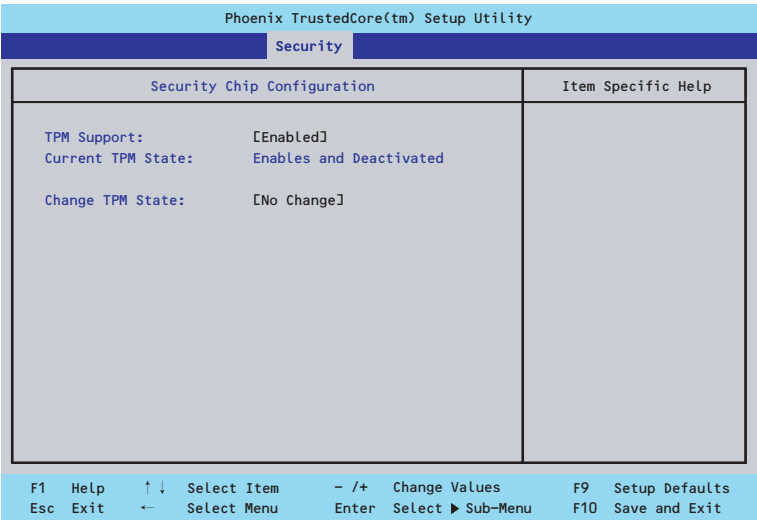 Phoenix TrustedCore(tm) Setup Utility
Security
Security Chip Configuration
Item Specific Help
TPM Support: [Enabled]
Current TPM State: Enables and Deactivated
Change TPM State: [No Change]
F1 Help ↑↓ Select Item – /+ Change Values F9 Setup Defaults
Esc Exit ← Select Menu Enter Select ▶ Sub–Menu F10 Save and Exit